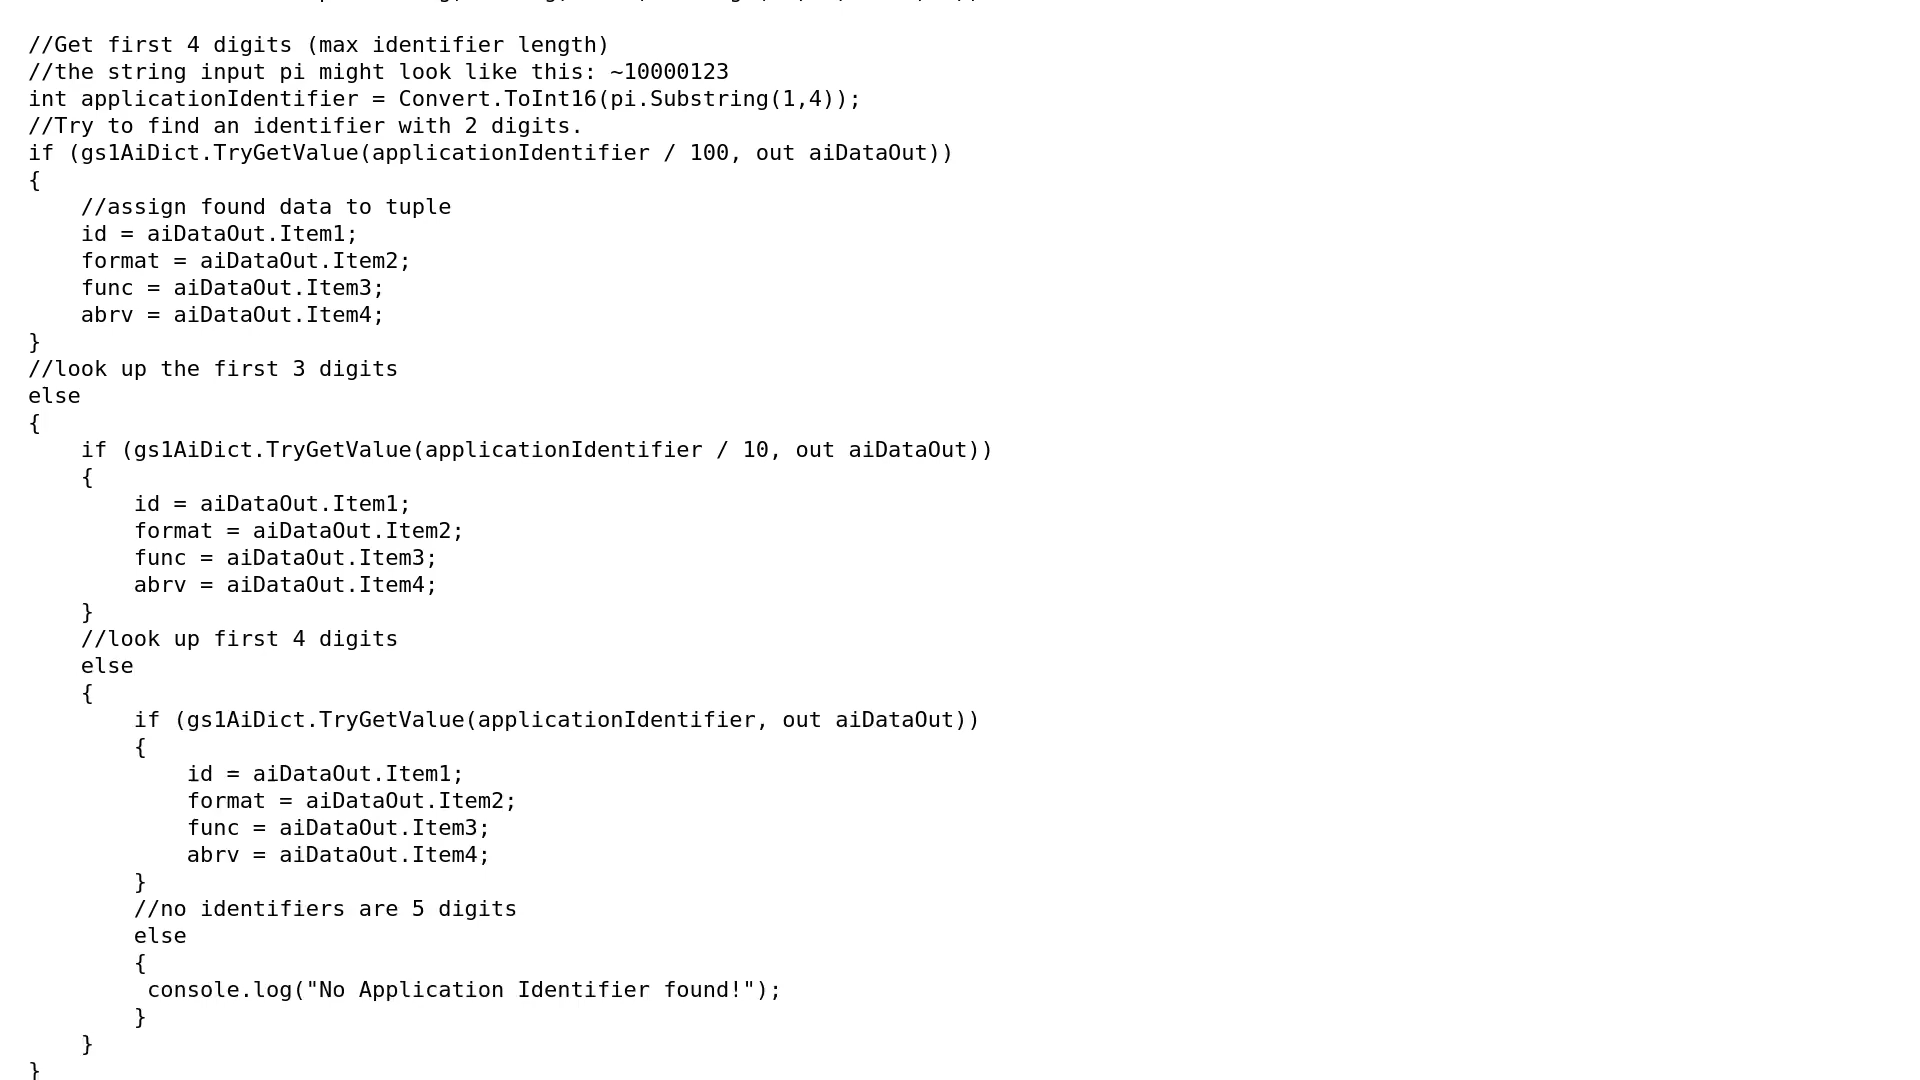 //Get first 4 digits (max identifier length)
//the string input pi might look like this: ~10000123
int applicationIdentifier = Convert.ToInt16(pi.Substring(1,4));
//Try to find an identifier with 2 digits.
if (gs1AiDict.TryGetValue(applicationIdentifier / 100, out aiDataOut))
{
    //assign found data to tuple
    id = aiDataOut.Item1;
    format = aiDataOut.Item2;
    func = aiDataOut.Item3;
    abrv = aiDataOut.Item4;
}
//look up the first 3 digits
else
{
    if (gs1AiDict.TryGetValue(applicationIdentifier / 10, out aiDataOut))
    {
        id = aiDataOut.Item1;
        format = aiDataOut.Item2;
        func = aiDataOut.Item3;
        abrv = aiDataOut.Item4;
    }
    //look up first 4 digits
    else
    {
        if (gs1AiDict.TryGetValue(applicationIdentifier, out aiDataOut))
        {
            id = aiDataOut.Item1;
            format = aiDataOut.Item2;
            func = aiDataOut.Item3;
            abrv = aiDataOut.Item4;
        }
        //no identifiers are 5 digits
        else
        {
         console.log("No Application Identifier found!");
        }
    }
}